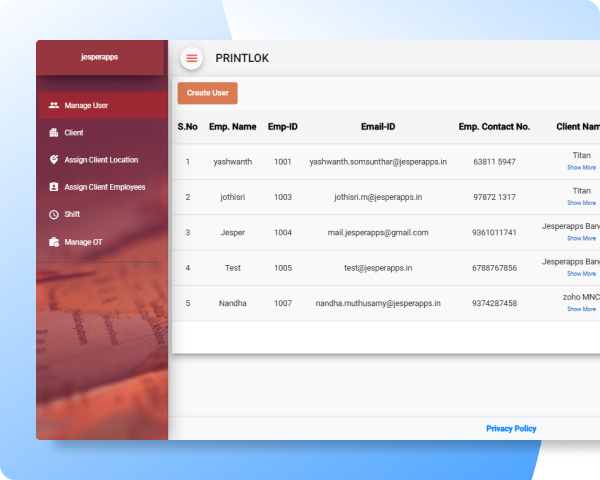 jesperapps
PRINTLOK
Manage User
Client
Assign Client Location
Assign Client Employees
Shift
Manage OT
Create User
S.No Emp. Name Emp-ID Email-ID Emp. Contact No. Client Nam
1 yashwanth 1001 yashwanth.somsunthar@jesperapps.in 63811 5947 Titan
Show More
2 jothisri 1003 jothisri.m@jesperapps.in 97872 1317 Titan
Show More
3 Jesper 1004 mail.jesperapps@gmail.com 9361011741 Jesperapps Ban
Show More
4 Test 1005 test@jesperapps.in 6788767856 Jesperapps Ban
Show More
5 Nandha 1007 nandha.muthusamy@jesperapps.in 9374287458 zoho MNC
Show More
Privacy Policy